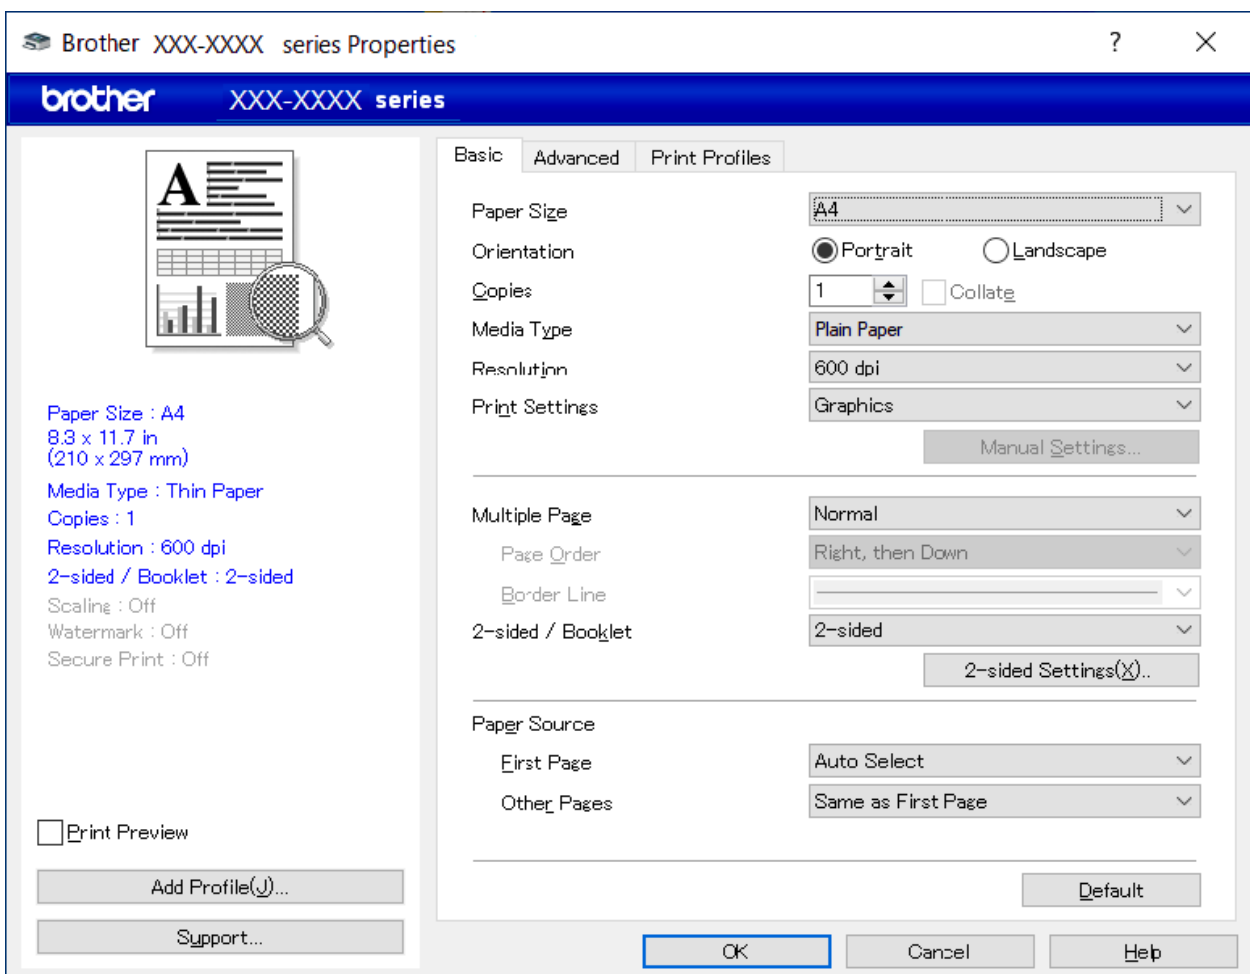 Brother XXX-XXXX series Properties
?
brother XXX-XXXX series
A
Paper Size : A4
8.3 x 11.7 in
(210 x 297 mm)
Media Type : Thin Paper
Copies : 1
Resolution : 600 dpi
2-sided / Booklet : 2-sided
Scaling : Off
Watermark : Off
Secure Print : Off
Print Preview
Add Profile(J)...
Support...
Basic Advanced Print Profiles
Paper Size A4
Orientation Portrait Landscape
Copies 1 Collate
Media Type Plain Paper
Resolution 600 dpi
Print Settings Graphics
Manual Settings...
Multiple Page Normal
Page Order Right, then Down
Border Line
2-sided / Booklet 2-sided
2-sided Settings(X)..
Paper Source
First Page Auto Select
Other Pages Same as First Page
Default
OK Cancel Help